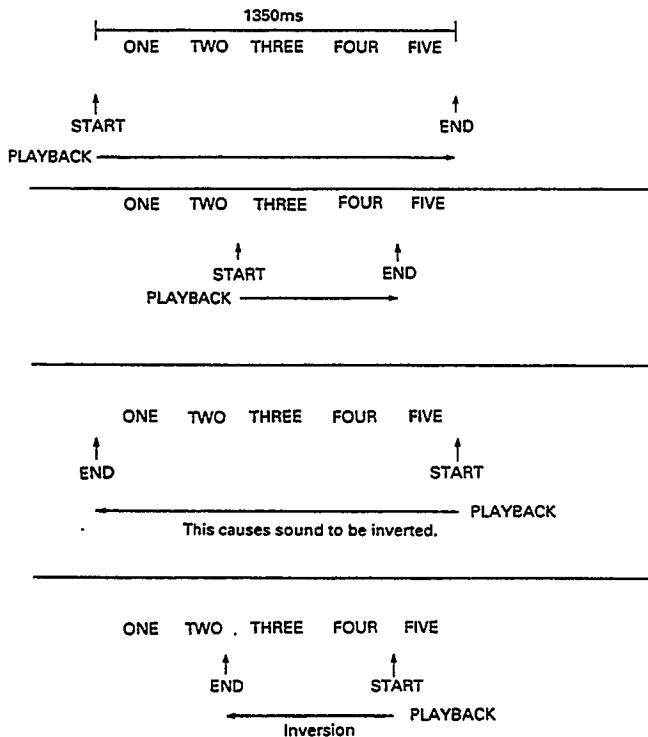 1350ms
ONE TWO THREE FOUR FIVE
START END
PLAYBACK
ONE TWO THREE FOUR FIVE
START END
PLAYBACK
ONE TWO THREE FOUR FIVE
END START
PLAYBACK
This causes sound to be inverted.
ONE TWO THREE FOUR FIVE
END START
PLAYBACK
Inversion